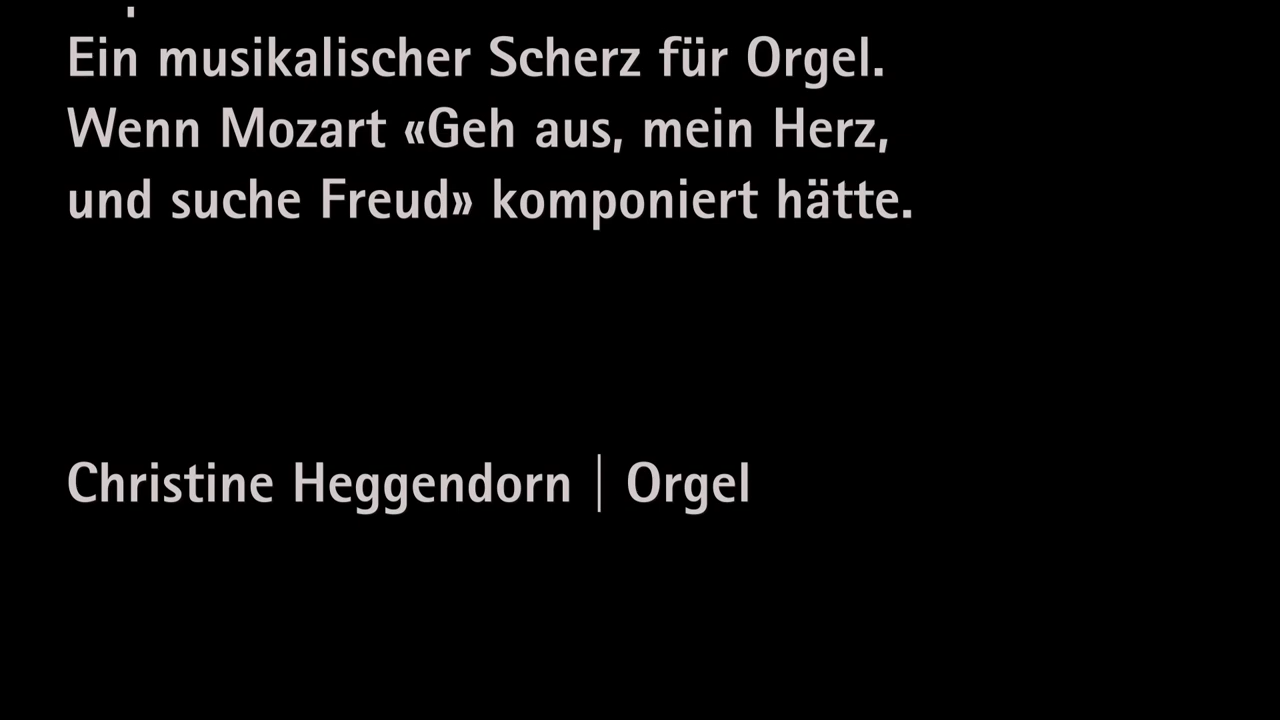 Ein musikalischer Scherz für Orgel.
Wenn Mozart «Geh aus, mein Herz,
und suche Freud» komponiert hätte.
Christine Heggendorn | Orgel